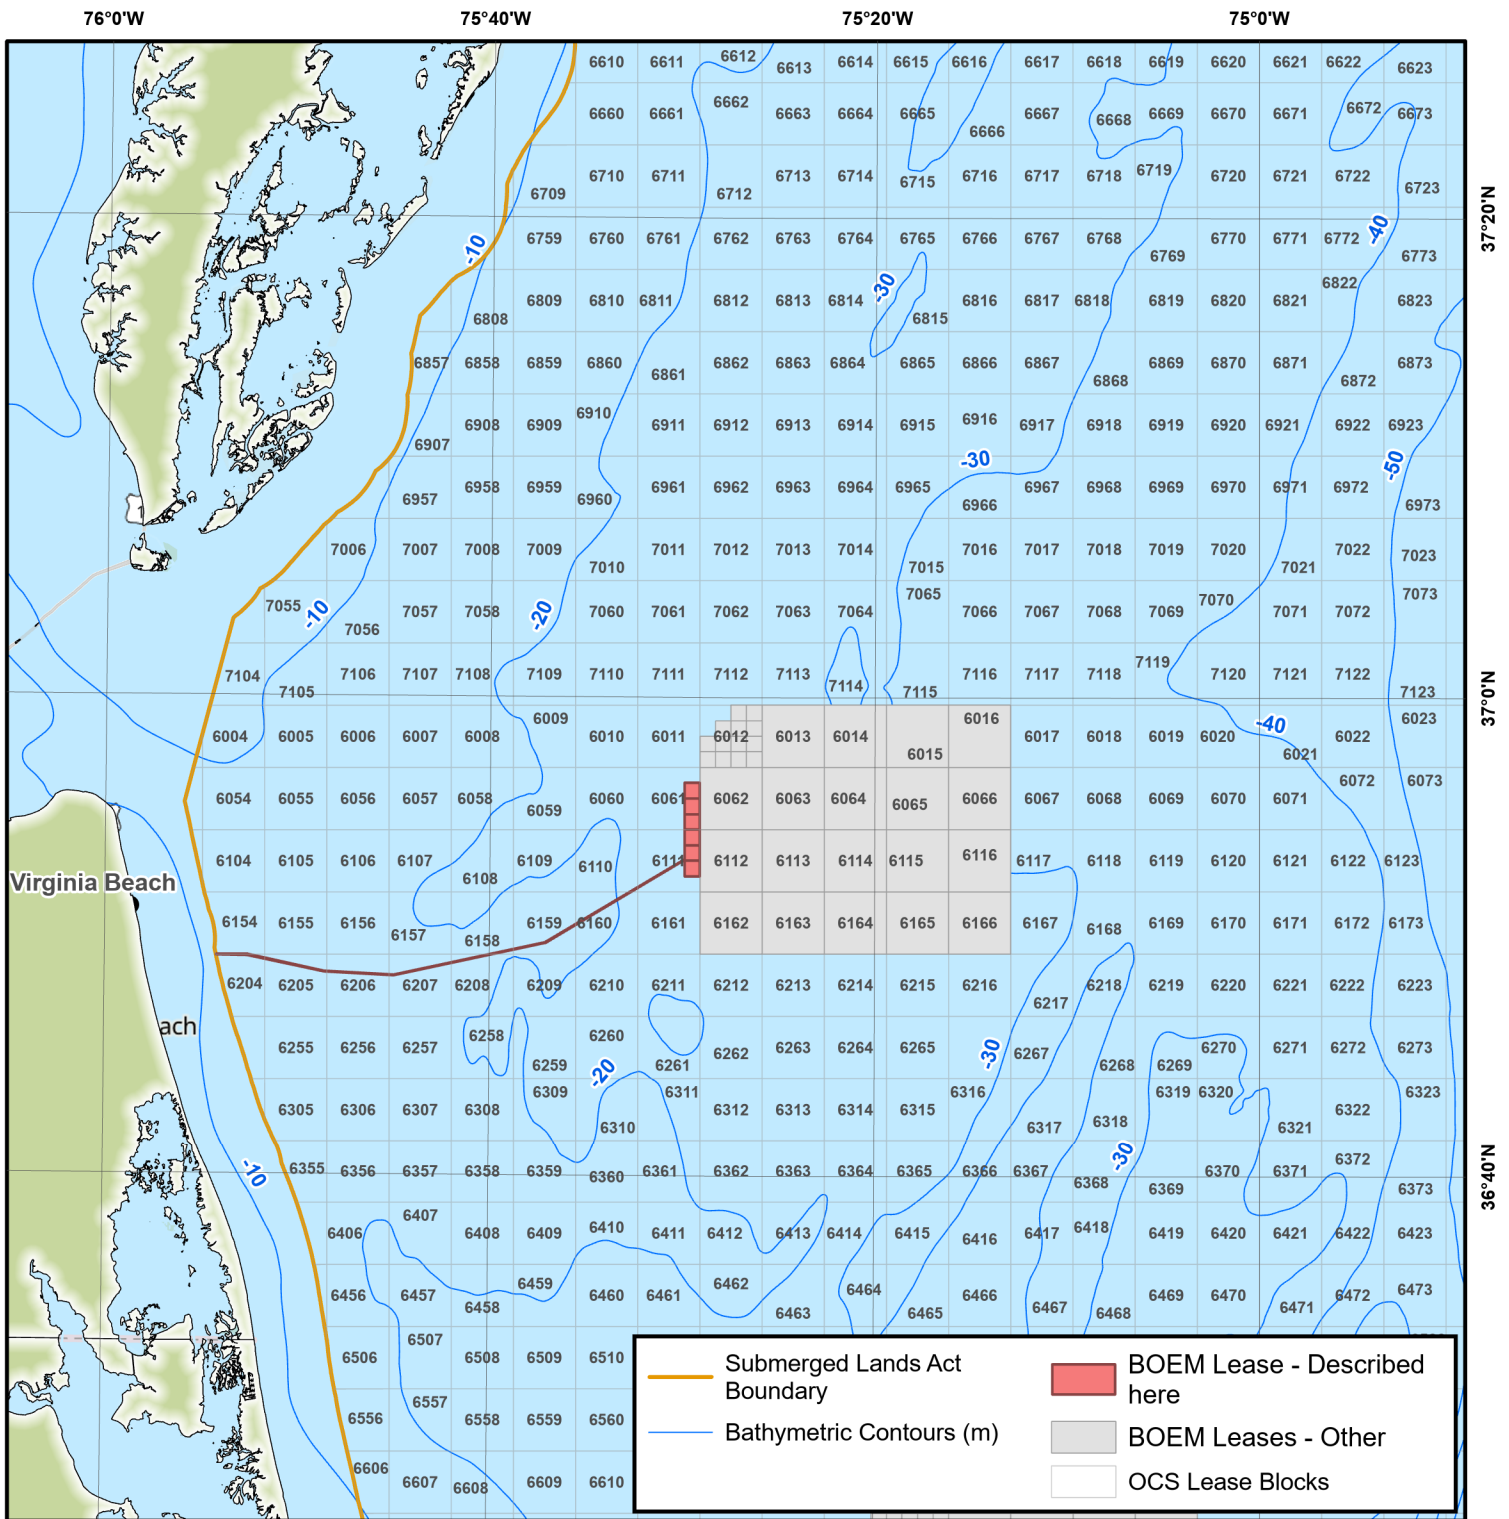 76°0'W 75°40'W 75°20'W 75°0'W
6610 6611 6612 6613 6614 6615 6616 6617 6618 6619 6620 6621 6622 6623
6660 6661 6662 6663 6664 6665 6666 6667 6668 6669 6670 6671 6672 6673
6709 6710 6711 6712 6713 6714 6715 6716 6717 6718 6719 6720 6721 6722 6723
37°20'N
-10 6759 6760 6761 6762 6763 6764 6765 6766 6767 6768 6769 6770 6771 6772 -40 6773
6808 6809 6810 6811 6812 6813 6814 -30 6815 6816 6817 6818 6819 6820 6821 6822 6823
6857 6858 6859 6860 6861 6862 6863 6864 6865 6866 6867 6868 6869 6870 6871 6872 6873
6907 6908 6909 6910 6911 6912 6913 6914 6915 6916 6917 6918 6919 6920 6921 6922 6923
-30 -50
1
6957 6958 6959 6960 6961 6962 6963 6964 6965 6966 6967 6968 6969 6970 6971 6972 6973
7006 7007 7008 7009 7010 7011 7012 7013 7014 7015 7016 7017 7018 7019 7020 7021 7022 7023
7055 -10 7056 7057 7058 -20 7060 7061 7062 7063 7064 7065 7066 7067 7068 7069 7070 7071 7072 7073
7104 7105 7106 7107 7108 7109 7110 7111 7112 7113 7114 7115 7116 7117 7118 7119 7120 7121 7122 7123
37°0'N
6004 6005 6006 6007 6008 6009 6010 6011 6012 6013 6014 6015 6016 6017 6018 6019 6020 -40 6021 6022 6023
6054 6055 6056 6057 6058 6059 6060 6061 6062 6063 6064 6065 6066 6067 6068 6069 6070 6071 6072 6073
6104 6105 6106 6107 6108 6109 6110 6111 6112 6113 6114 6115 6116 6117 6118 6119 6120 6121 6122 6123
Virginia Beach
6154 6155 6156 6157 6158 6159 6160 6161 6162 6163 6164 6165 6166 6167 6168 6169 6170 6171 6172 6173
6204 6205 6206 6207 6208 6209 6210 6211 6212 6213 6214 6215 6216 6217 6218 6219 6220 6221 6222 6223
ach
6255 6256 6257 6258 6259 6260 6261 6262 6263 6264 6265 -30 6267 6268 6269 6270 6271 6272 6273
-20
6305 6306 6307 6308 6309 6310 6311 6312 6313 6314 6315 6316 6317 6318 6319 6320 6321 6322 6323
-10 6355 6356 6357 6358 6359 6360 6361 6362 6363 6364 6365 6366 6367 6368 -30 6369 6370 6371 6372 6373
36°40'N
6406 6407 6408 6409 6410 6411 6412 6413 6414 6415 6416 6417 6418 6419 6420 6421 6422 6423
6456 6457 6458 6459 6460 6461 6462 6463 6464 6465 6466 6467 6468 6469 6470 6471 6472 6473
6506 6507 6508 6509 6510
6556 6557 6558 6559 6560
6606 6607 6608 6609 6610
Submerged Lands Act
Boundary
Bathymetric Contours (m)
BOEM Lease - Described
here
BOEM Leases - Other
OCS Lease Blocks